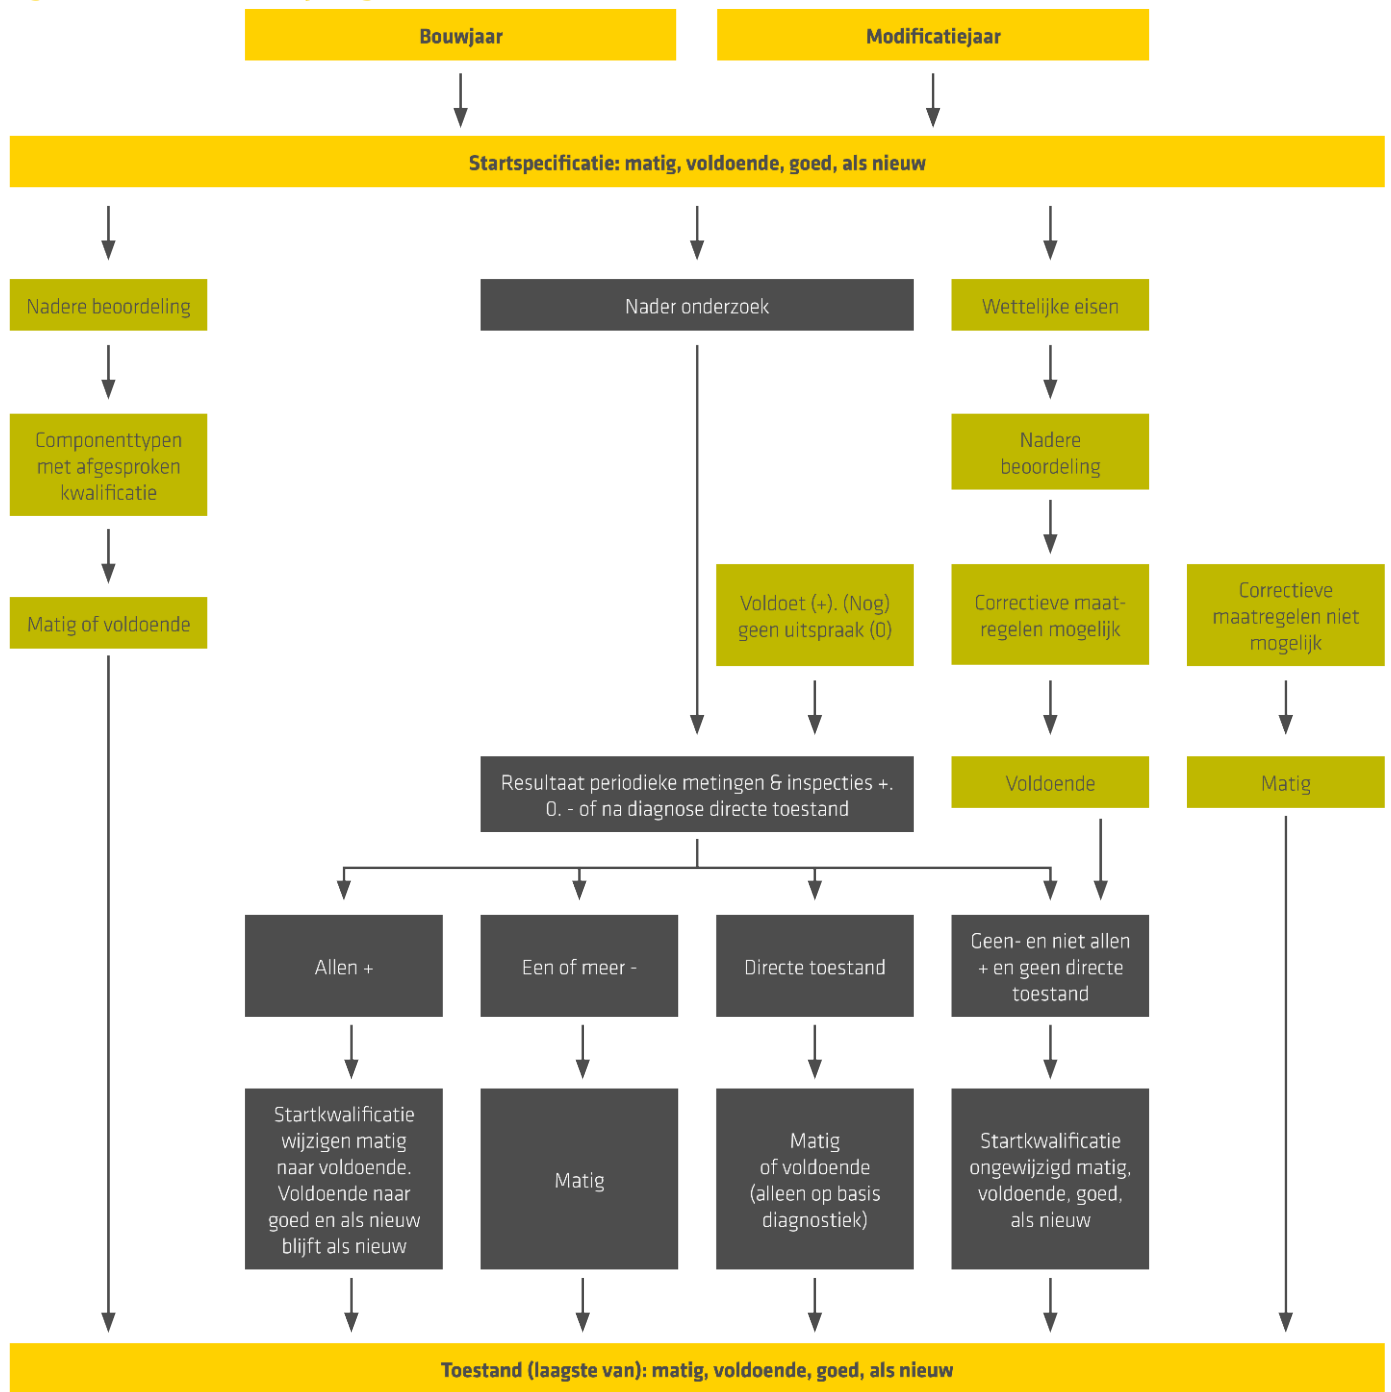 Bouwjaar
Modificatiejaar
Startspecificatie: matig, voldoende, goed, als nieuw
Nadere beoordeling
Nader onderzoek
Wettelijke eisen
Componenttypen
met afgesproken
kwalificatie
Nadere
beoordeling
Matig of voldoende
Voldoet (+). (Nog)
geen uitspraak (0)
Correctieve maat-
regelen mogelijk
Correctieve
maatregelen niet
mogelijk
Resultaat periodieke metingen & inspecties +.
0. - of na diagnose directe toestand
Voldoende
Matig
Allen +
Een of meer -
Directe toestand
Geen- en niet allen
+ en geen directe
toestand
Startkwalificatie
wijzigen matig
naar voldoende.
Voldoende naar
goed en als nieuw
blijft als nieuw
Matig
Matig
of voldoende
(alleen op basis
diagnostiek)
Startkwalificatie
ongewijzigd matig,
voldoende, goed,
als nieuw
Toestand (laagste van): matig, voldoende, goed, als nieuw